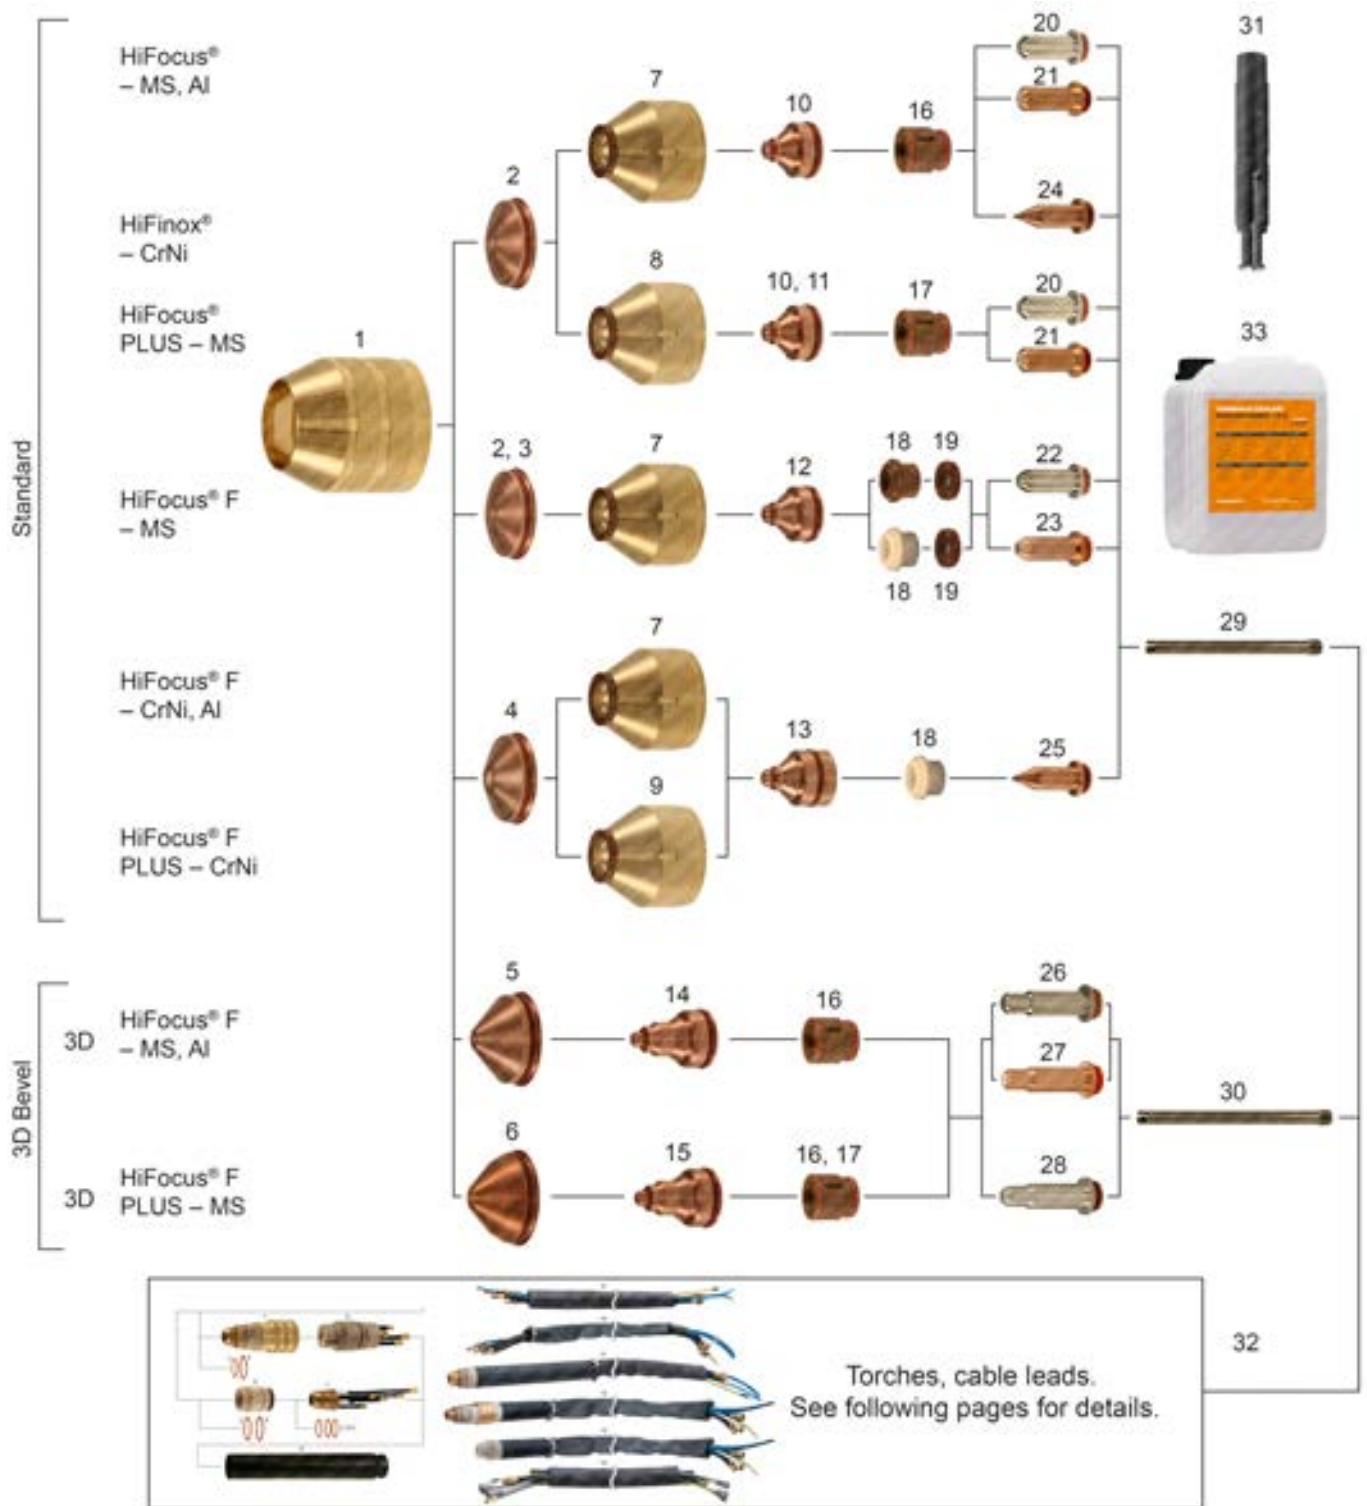 20
31
HiFocus®
– MS, Al
7
21
10
16
2
24
HiFinox®
– CrNi
8
10, 11
17
20
HiFocus®
PLUS – MS
1
21
33
Standard
2, 3
7
12
18
19
22
HiFocus® F
– MS
23
18
19
7
29
HiFocus® F
– CrNi, Al
4
13
18
25
9
HiFocus® F
PLUS – CrNi
5
14
16
26
3D Bevel
3D
HiFocus® F
– MS, Al
27
30
6
15
16, 17
28
3D
HiFocus® F
PLUS – MS
32
Torches, cable leads.
See following pages for details.